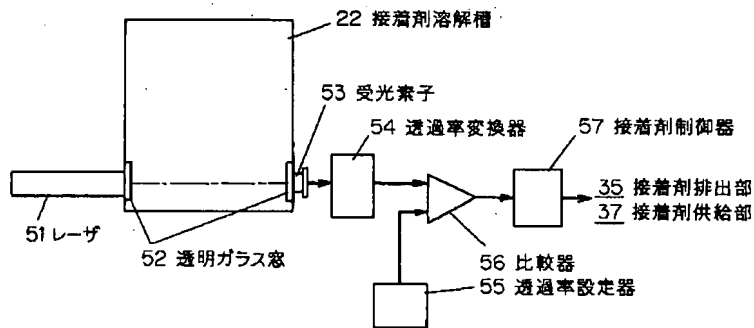 22 接着剤溶解槽
53 受光素子
54 透過率変換器
57 接着剤制御器
35 接着剤排出部
37 接着剤供給部
51 レーザ
52 透明ガラス窓
56 比較器
55 透過率設定器